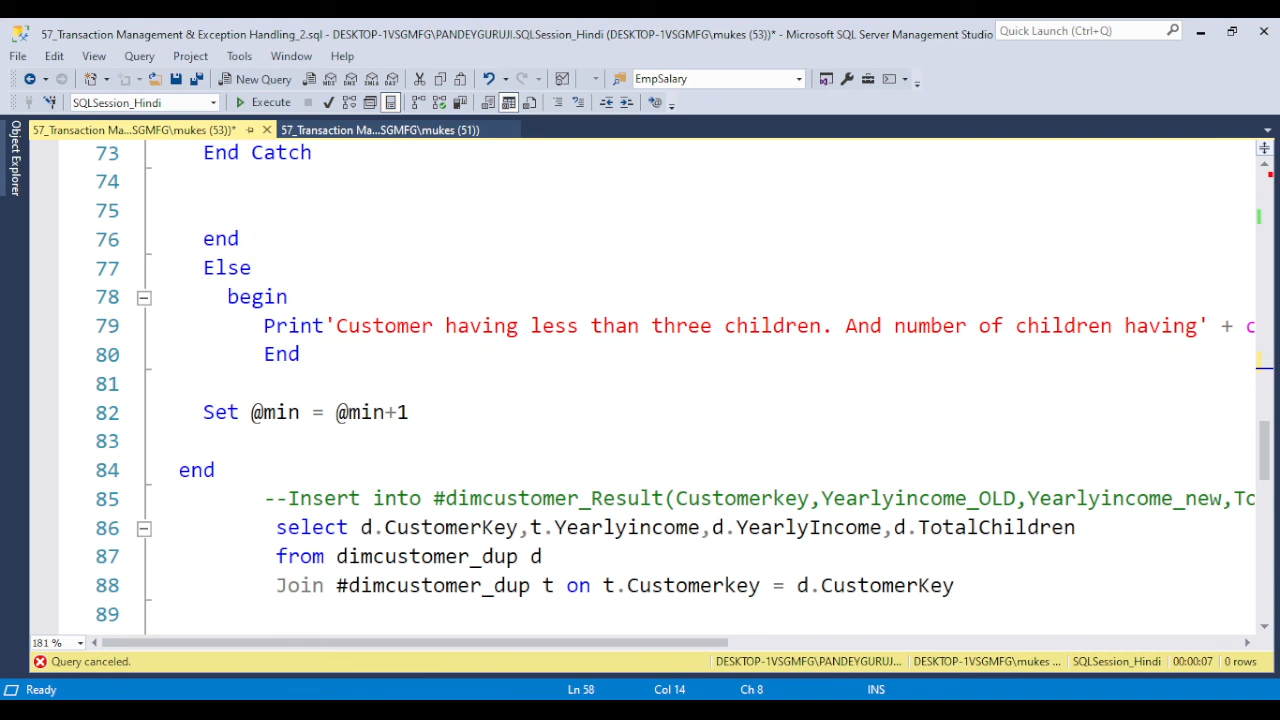 57_Transaction Management & Exception Handling_2.sql - DESKTOP-1VSGMFG\PANDEYGURUJI.SQLSession_Hindi (DESKTOP-1VSGMFG\mukes (53))* - Microsoft SQL Server Management Studio
Quick Launch (Ctrl+Q)
File Edit View Query Project Tools Window Help
New Query EmpSalary
SQLSession_Hindi Execute
57_Transaction Ma...SGMFG\mukes (53))* 57_Transaction Ma...SGMFG\mukes (51))
Object Explorer
73 End Catch
74
75
76 end
77 Else
78 begin
79 Print'Customer having less than three children. And number of children having' + c
80 End
81
82 Set @min = @min+1
83
84 end
85 --Insert into #dimcustomer_Result(Customerkey,Yearlyincome_OLD,Yearlyincome_new,To
86 select d.CustomerKey,t.Yearlyincome,d.YearlyIncome,d.TotalChildren
87 from dimcustomer_dup d
88 Join #dimcustomer_dup t on t.Customerkey = d.CustomerKey
89
181 %
Query canceled. DESKTOP-1VSGMFG\PANDEYGURUJ... DESKTOP-1VSGMFG\mukes ... SQLSession_Hindi 00:00:07 0 rows
Ready Ln 58 Col 14 Ch 8 INS